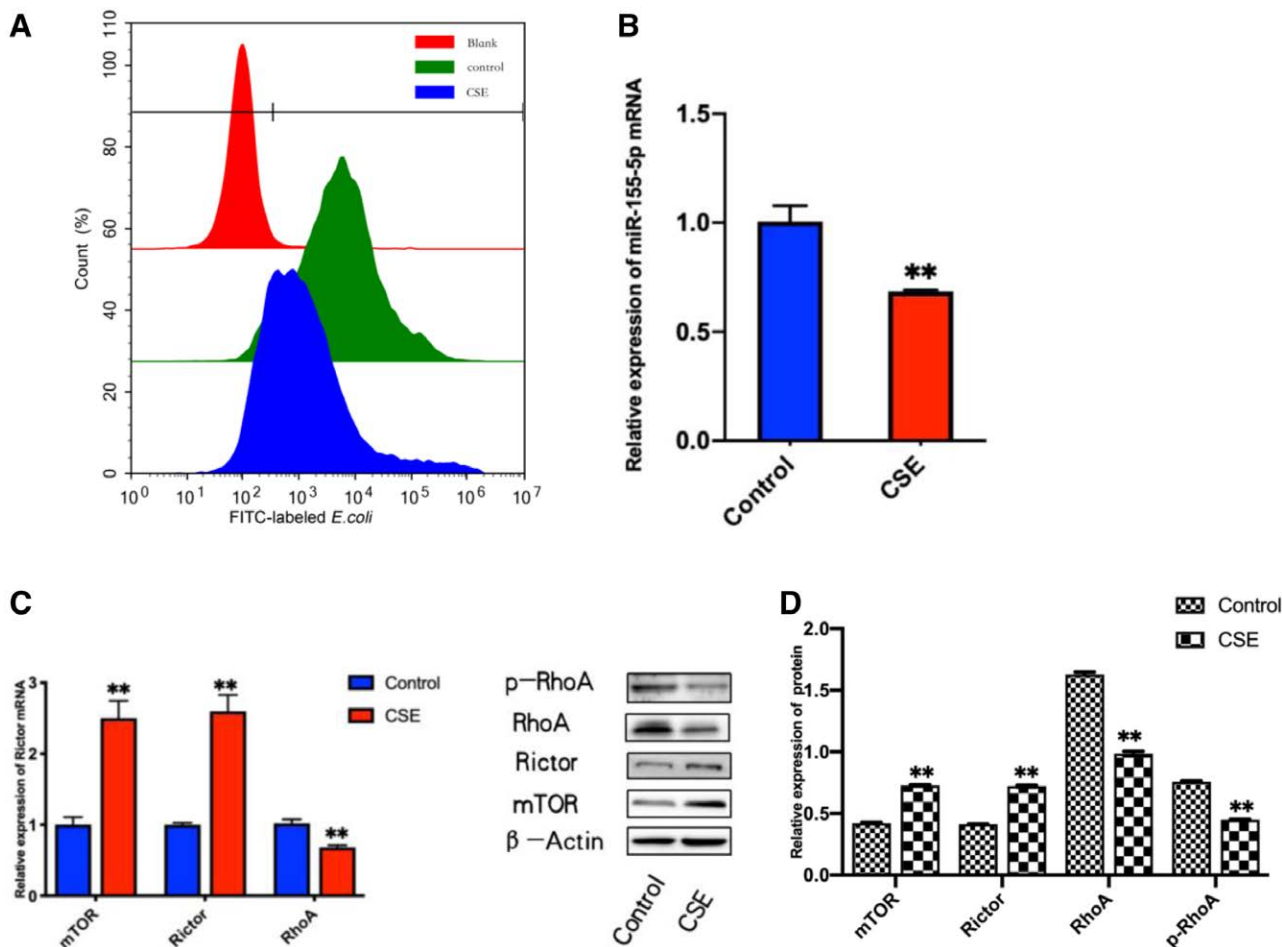 A
110
100
80
60
40
20
0
Count (%)
Blank
control
CSE
10^0 10^1 10^2 10^3 10^4 10^5 10^6 10^7
FITC-labeled E.coli
B
Relative expression of miR-155-5p mRNA
1.5
1.0
0.5
0.0
**
Control
CSE
C
Relative expression of Rictor mRNA
3
2
1
0
** ** **
Control
CSE
mTOR Rictor RhoA
p-RhoA
RhoA
Rictor
mTOR
β-Actin
Control CSE
D
Control
CSE
Relative expression of protein
2.0
1.5
1.0
0.5
0.0
** ** ** **
mTOR Rictor RhoA p-RhoA